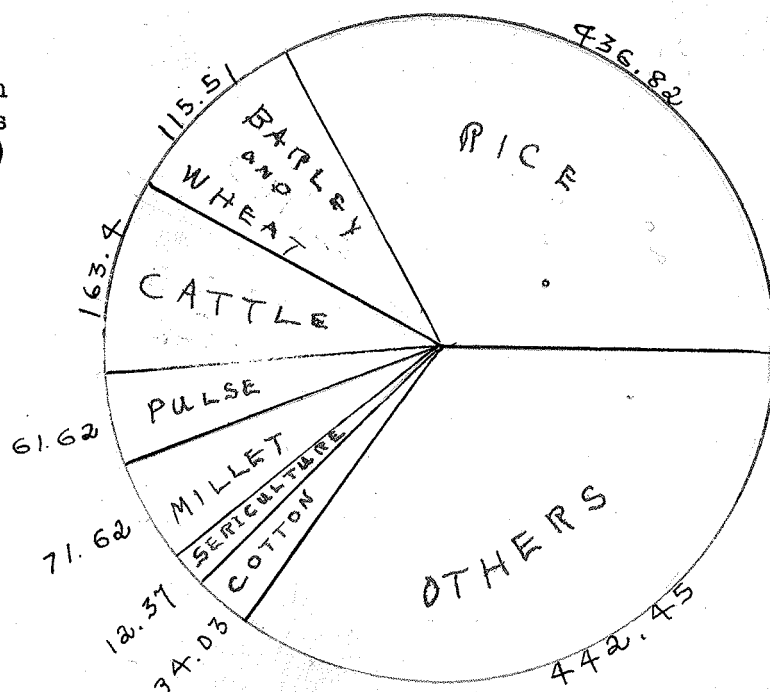 436.82
RICE
115.51
BARLEY
AND
WHEAT
163.4
CATTLE
PULSE
61.62
MILLET
71.62
SERICULTURE
12.37
COTTON
34.03
OTHERS
442.45